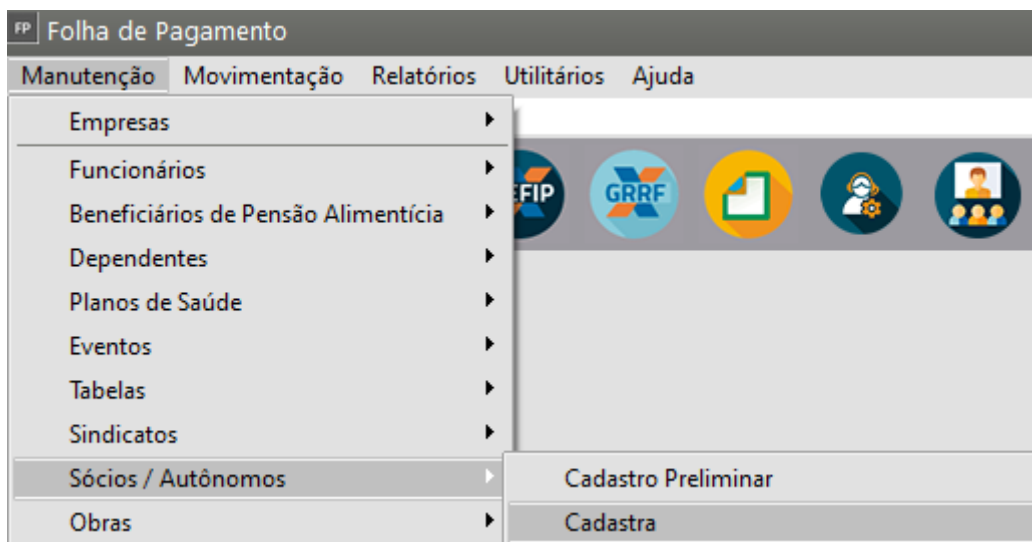 FP Folha de Pagamento
Manutenção Movimentação Relatórios Utilitários Ajuda
Empresas
Funcionários
EFIP GRRF
Beneficiários de Pensão Alimentícia
Dependentes
Planos de Saúde
Eventos
Tabelas
Sindicatos
Sócios / Autônomos Cadastro Preliminar
Obras Cadastra